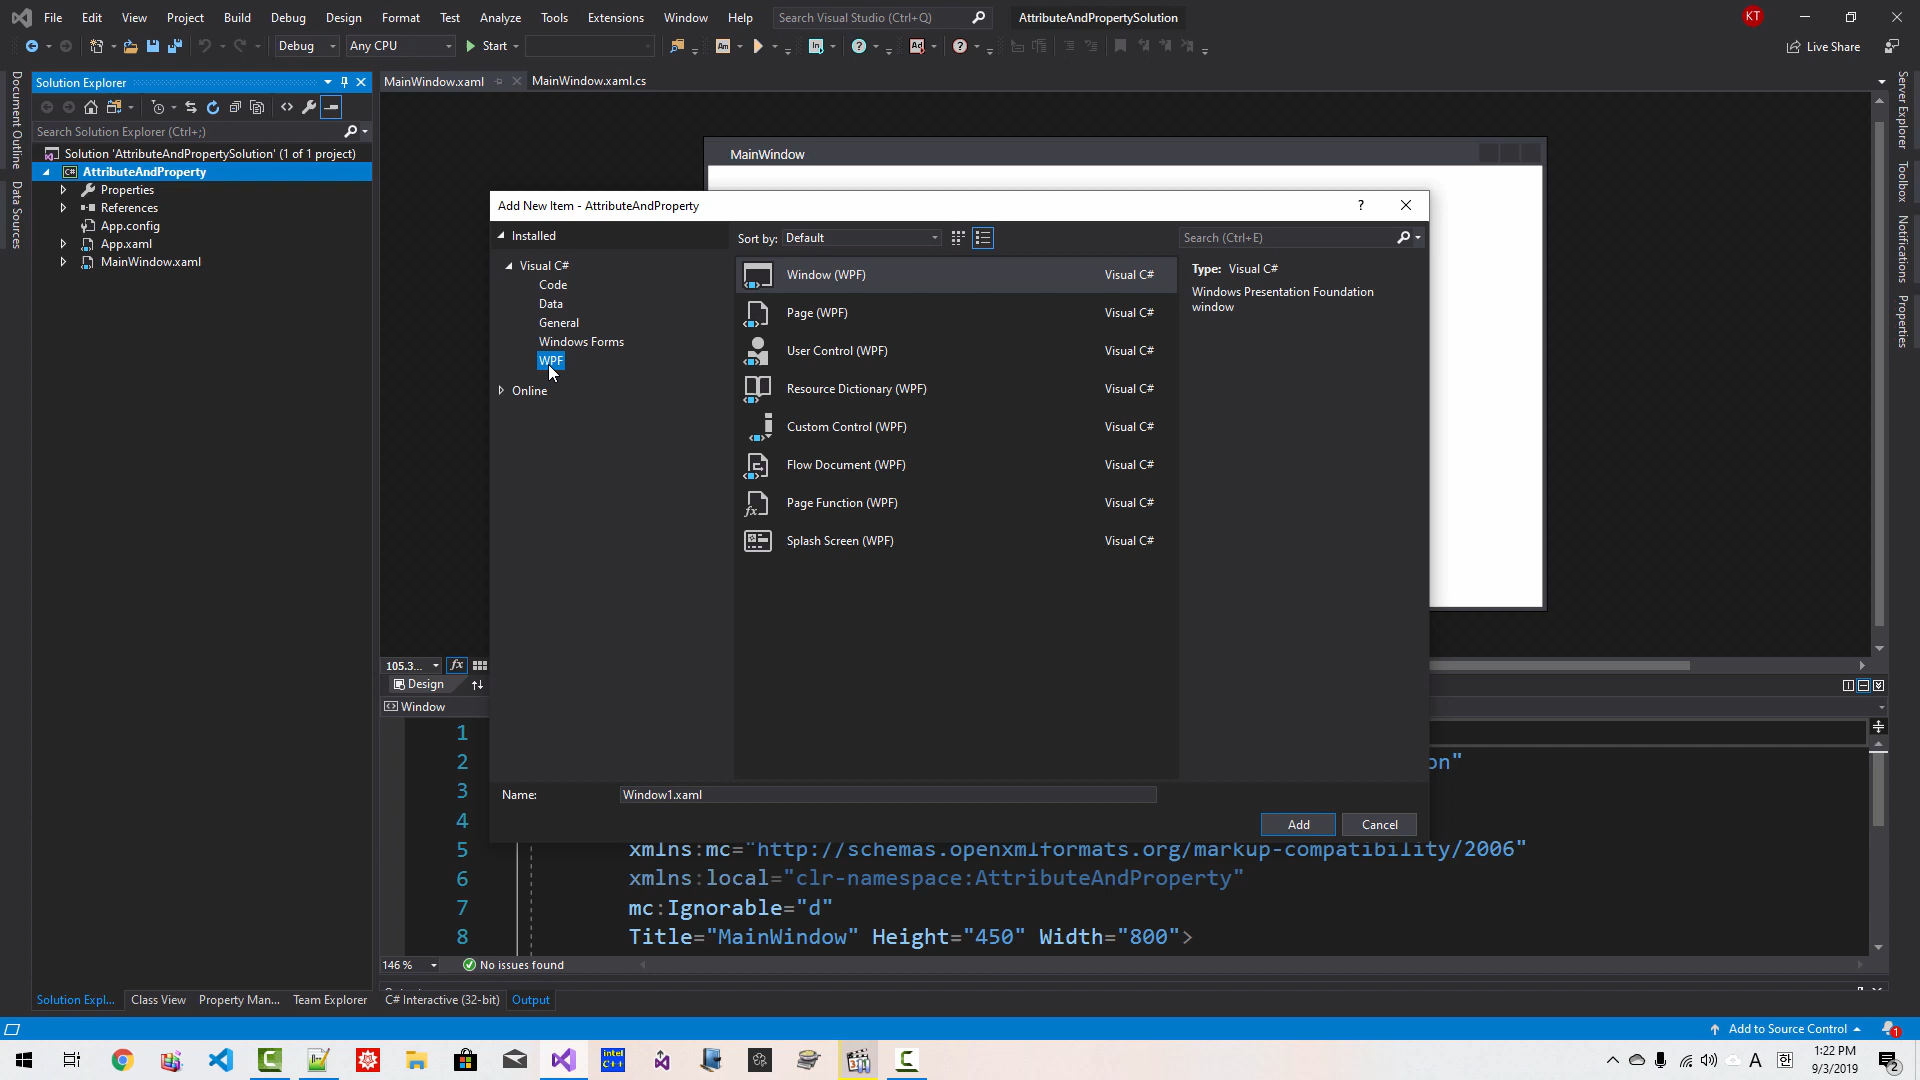 File Edit View Project Build Debug Design Format Test Analyze Tools Extensions Window Help Search Visual Studio (Ctrl+Q) AttributeAndPropertySolution KT
Debug Any CPU Start Live Share
Document Outline
Data Sources
Solution Explorer
Search Solution Explorer (Ctrl+;)
Solution 'AttributeAndPropertySolution' (1 of 1 project)
C# AttributeAndProperty
Properties
References
App.config
App.xaml
MainWindow.xaml
MainWindow.xaml MainWindow.xaml.cs
MainWindow
Add New Item - AttributeAndProperty
Installed
Visual C#
Code
Data
General
Windows Forms
WPF
Online
Sort by: Default
Window (WPF) Visual C#
Page (WPF) Visual C#
User Control (WPF) Visual C#
Resource Dictionary (WPF) Visual C#
Custom Control (WPF) Visual C#
Flow Document (WPF) Visual C#
Page Function (WPF) Visual C#
Splash Screen (WPF) Visual C#
Search (Ctrl+E)
Type: Visual C#
Windows Presentation Foundation
window
Name: Window1.xaml
Add Cancel
Server Explorer
Toolbox
Notifications
Properties
105.3... fx
Design
Window
1
2 on"
3
4
5 xmlns:mc="http://schemas.openxmlformats.org/markup-compatibility/2006"
6 xmlns:local="clr-namespace:AttributeAndProperty"
7 mc:Ignorable="d"
8 Title="MainWindow" Height="450" Width="800">
146 % No issues found
Solution Expl... Class View Property Man... Team Explorer C# Interactive (32-bit) Output
Add to Source Control 1
intel C++
A 한 1:22 PM
9/3/2019 2